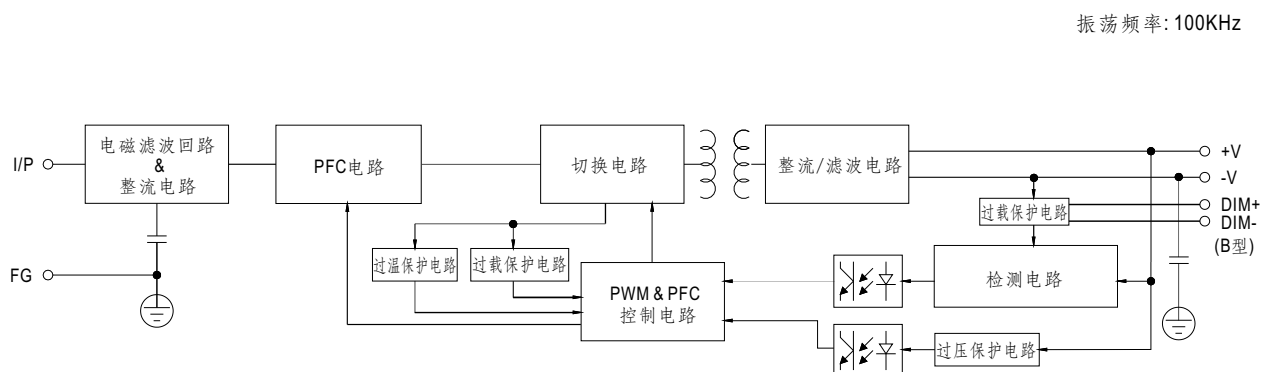 振荡频率: 100KHz
I/P
电磁滤波回路
&
整流电路
PFC电路
切换电路
整流/滤波电路
+V
-V
过载保护电路
DIM+
DIM-
(B型)
FG
过温保护电路
过载保护电路
PWM & PFC
控制电路
检测电路
过压保护电路